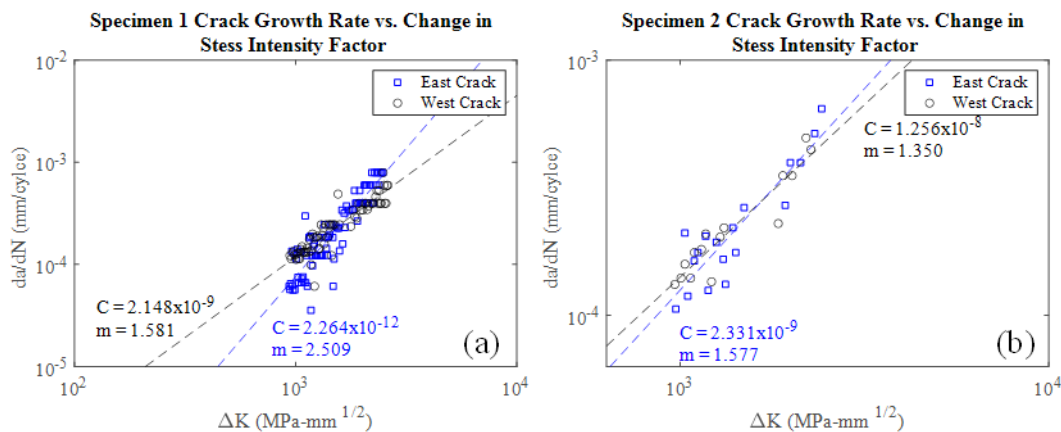 Specimen 1 Crack Growth Rate vs. Change in
Stess Intensity Factor
10^-2
10^-3
10^-4
10^-5
da/dN (mm/cylce)
East Crack
West Crack
C = 2.148x10^-9
m = 1.581
C = 2.264x10^-12
m = 2.509
(a)
10^2
10^3
10^4
ΔK (MPa-mm ^1/2)
Specimen 2 Crack Growth Rate vs. Change in
Stess Intensity Factor
10^-3
10^-4
da/dN (mm/cylce)
East Crack
West Crack
C = 1.256x10^-8
m = 1.350
C = 2.331x10^-9
m = 1.577
(b)
10^3
10^4
ΔK (MPa-mm ^1/2)